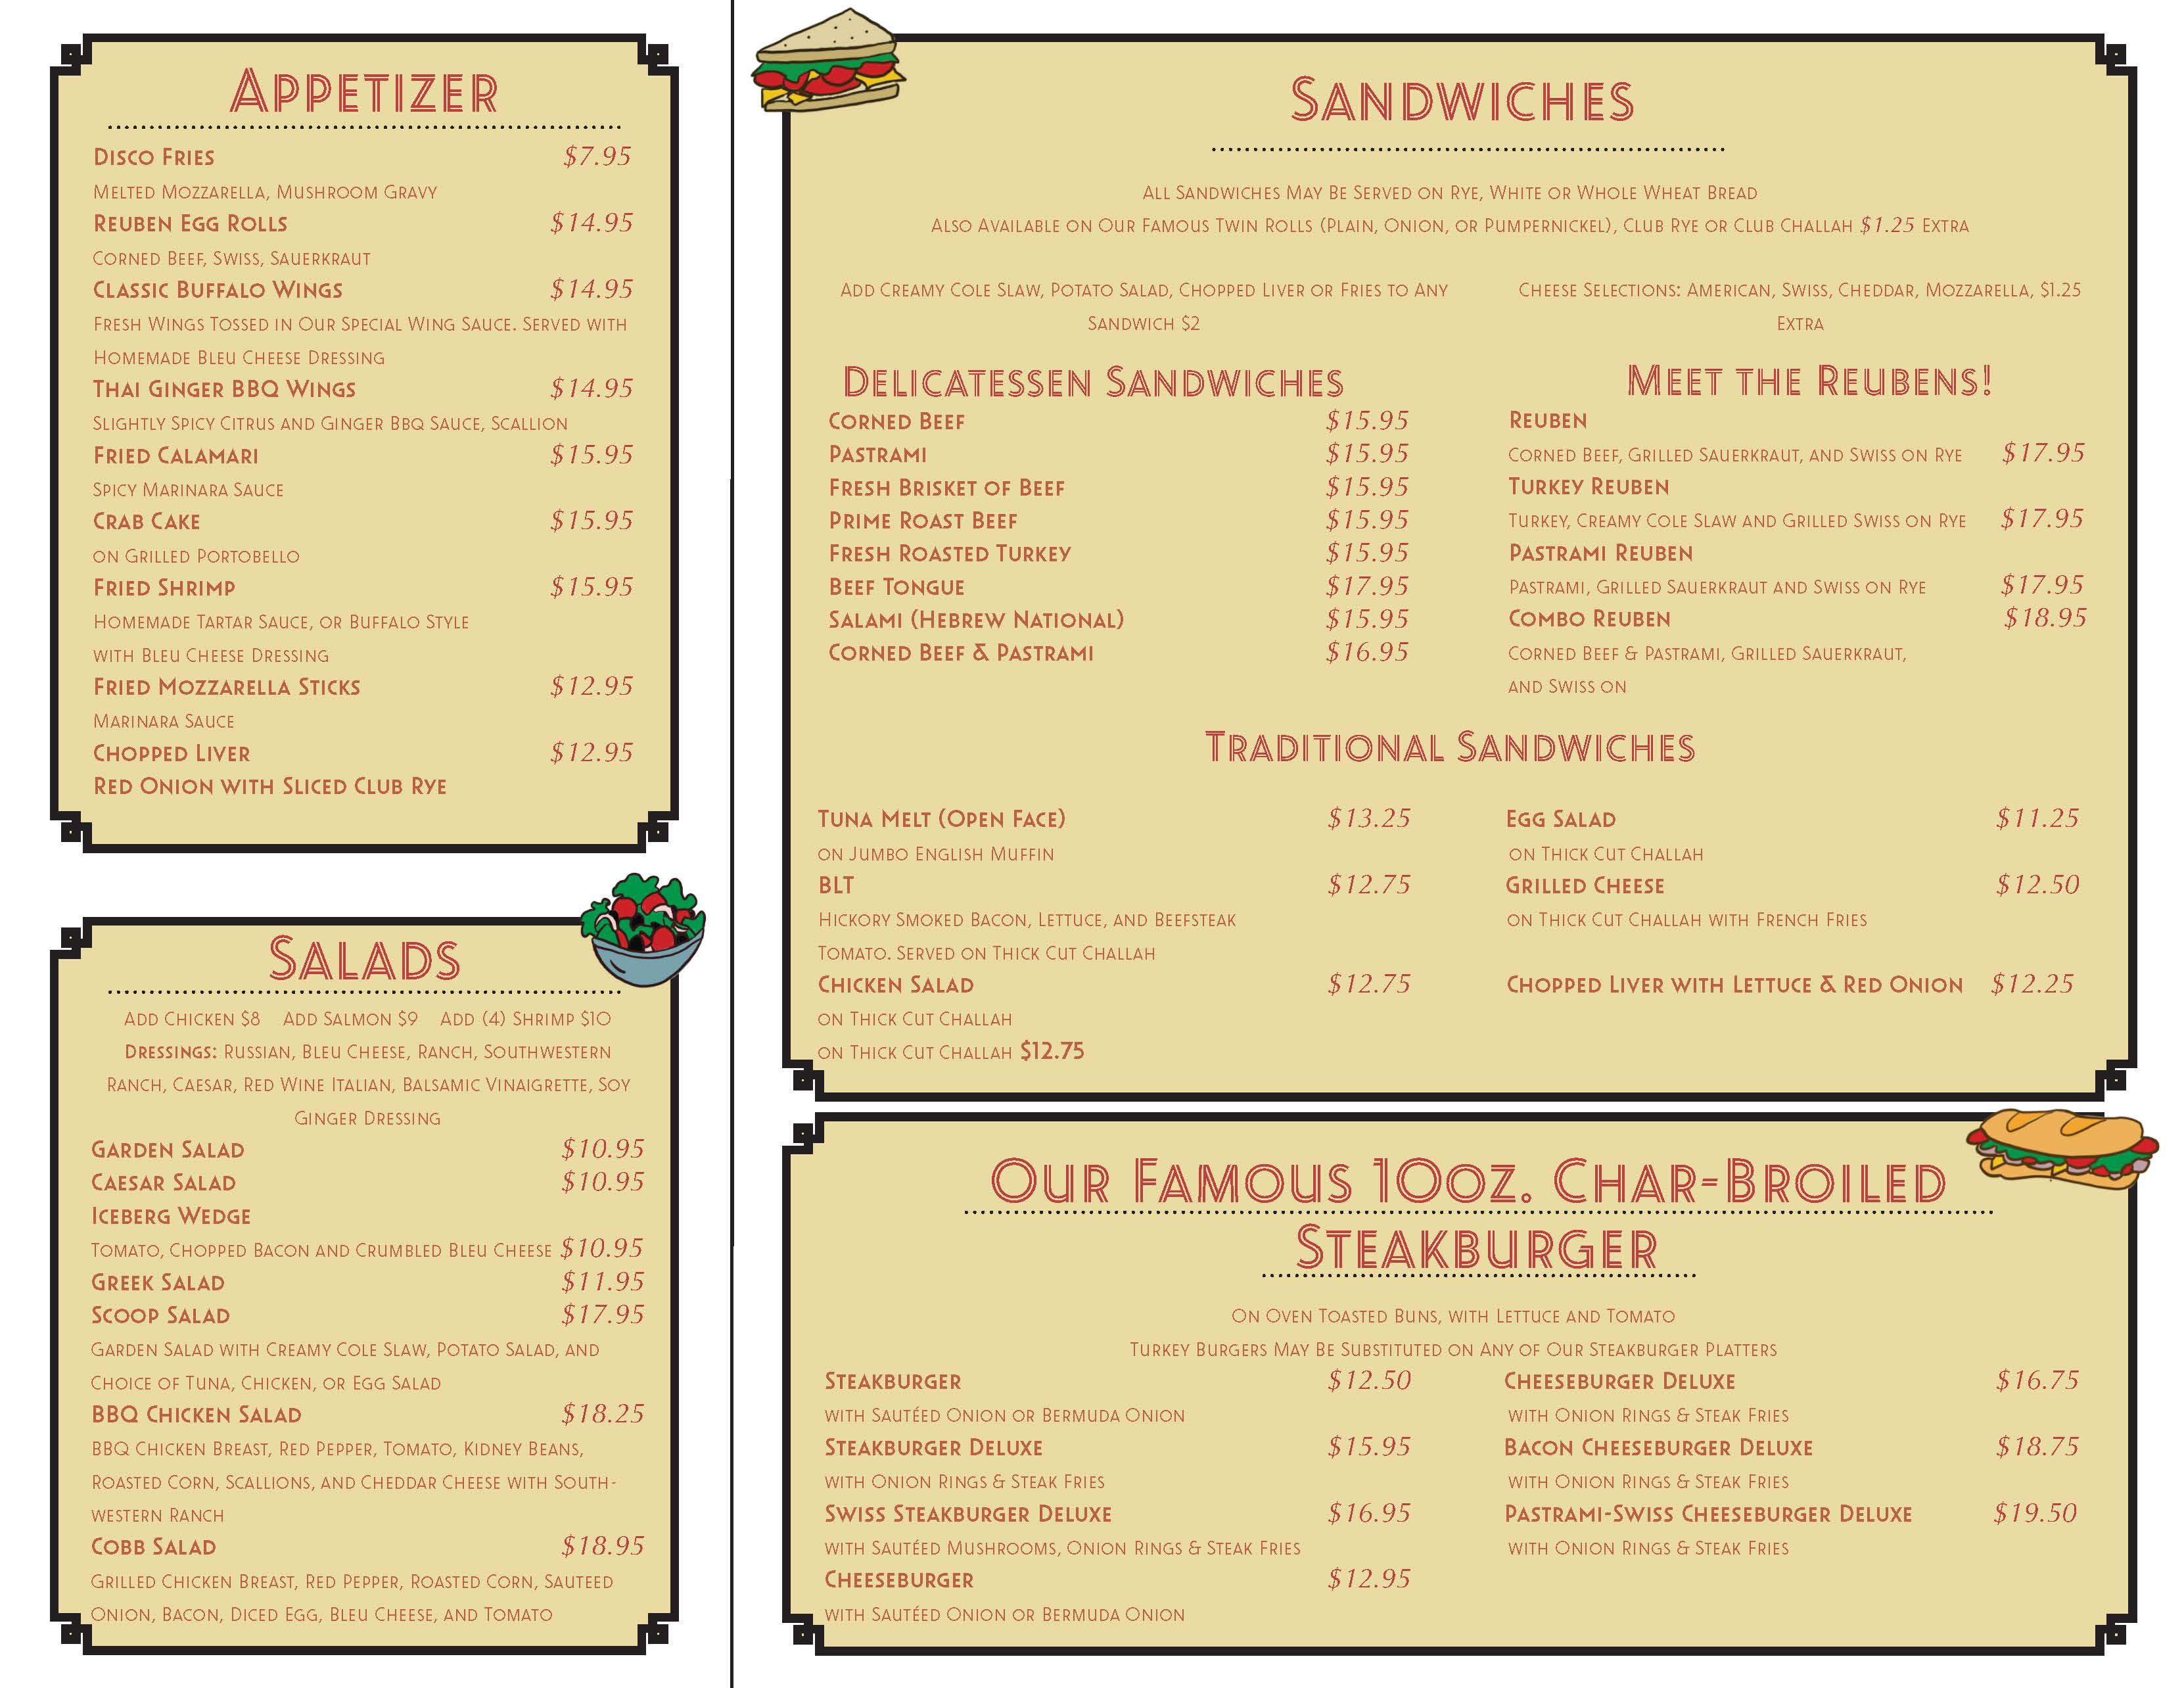 Appetizer
Disco Fries $7.95
Melted Mozzarella, Mushroom Gravy
Reuben Egg Rolls $14.95
Corned Beef, Swiss, Sauerkraut
Classic Buffalo Wings $14.95
Fresh Wings Tossed in Our Special Wing Sauce. Served with
Homemade Bleu Cheese Dressing
Thai Ginger BBQ Wings $14.95
Slightly Spicy Citrus and Ginger Bbq Sauce, Scallion
Fried Calamari $15.95
Spicy Marinara Sauce
Crab Cake $15.95
on Grilled Portobello
Fried Shrimp $15.95
Homemade Tartar Sauce, or Buffalo Style
with Bleu Cheese Dressing
Fried Mozzarella Sticks $12.95
Marinara Sauce
Chopped Liver $12.95
Red Onion with Sliced Club Rye
Salads
Add Chicken $8 Add Salmon $9 Add (4) Shrimp $10
Dressings: Russian, Bleu Cheese, Ranch, Southwestern
Ranch, Caesar, Red Wine Italian, Balsamic Vinaigrette, Soy
Ginger Dressing
Garden Salad $10.95
Caesar Salad $10.95
Iceberg Wedge
Tomato, Chopped Bacon and Crumbled Bleu Cheese $10.95
Greek Salad $11.95
Scoop Salad $17.95
Garden Salad with Creamy Cole Slaw, Potato Salad, and
Choice of Tuna, Chicken, or Egg Salad
BBQ Chicken Salad $18.25
BBQ Chicken Breast, Red Pepper, Tomato, Kidney Beans,
Roasted Corn, Scallions, and Cheddar Cheese with South-
western Ranch
Cobb Salad $18.95
Grilled Chicken Breast, Red Pepper, Roasted Corn, Sauteed
Onion, Bacon, Diced Egg, Bleu Cheese, and Tomato
Sandwiches
All Sandwiches May Be Served on Rye, White or Whole Wheat Bread
Also Available on Our Famous Twin Rolls (Plain, Onion, or Pumpernickel), Club Rye or Club Challah $1.25 Extra
Add Creamy Cole Slaw, Potato Salad, Chopped Liver or Fries to Any
Sandwich $2
Cheese Selections: American, Swiss, Cheddar, Mozzarella, $1.25
Extra
Delicatessen Sandwiches
Corned Beef $15.95
Pastrami $15.95
Fresh Brisket of Beef $15.95
Prime Roast Beef $15.95
Fresh Roasted Turkey $15.95
Beef Tongue $17.95
Salami (Hebrew National) $15.95
Corned Beef & Pastrami $16.95
Meet the Reubens!
Reuben
Corned Beef, Grilled Sauerkraut, and Swiss on Rye $17.95
Turkey Reuben
Turkey, Creamy Cole Slaw and Grilled Swiss on Rye $17.95
Pastrami Reuben
Pastrami, Grilled Sauerkraut and Swiss on Rye $17.95
Combo Reuben $18.95
Corned Beef & Pastrami, Grilled Sauerkraut,
and Swiss on
Traditional Sandwiches
Tuna Melt (Open Face) $13.25
on Jumbo English Muffin
BLT $12.75
Hickory Smoked Bacon, Lettuce, and Beefsteak
Tomato. Served on Thick Cut Challah
Chicken Salad $12.75
on Thick Cut Challah
on Thick Cut Challah $12.75
Egg Salad $11.25
on Thick Cut Challah
Grilled Cheese $12.50
on Thick Cut Challah with French Fries
Chopped Liver with Lettuce & Red Onion $12.25
Our Famous 10oz. Char-Broiled
Steakburger
On Oven Toasted Buns, with Lettuce and Tomato
Turkey Burgers May Be Substituted on Any of Our Steakburger Platters
Steakburger $12.50
with Sautéed Onion or Bermuda Onion
Steakburger Deluxe $15.95
with Onion Rings & Steak Fries
Swiss Steakburger Deluxe $16.95
with Sautéed Mushrooms, Onion Rings & Steak Fries
Cheeseburger $12.95
with Sautéed Onion or Bermuda Onion
Cheeseburger Deluxe $16.75
with Onion Rings & Steak Fries
Bacon Cheeseburger Deluxe $18.75
with Onion Rings & Steak Fries
Pastrami-Swiss Cheeseburger Deluxe $19.50
with Onion Rings & Steak Fries